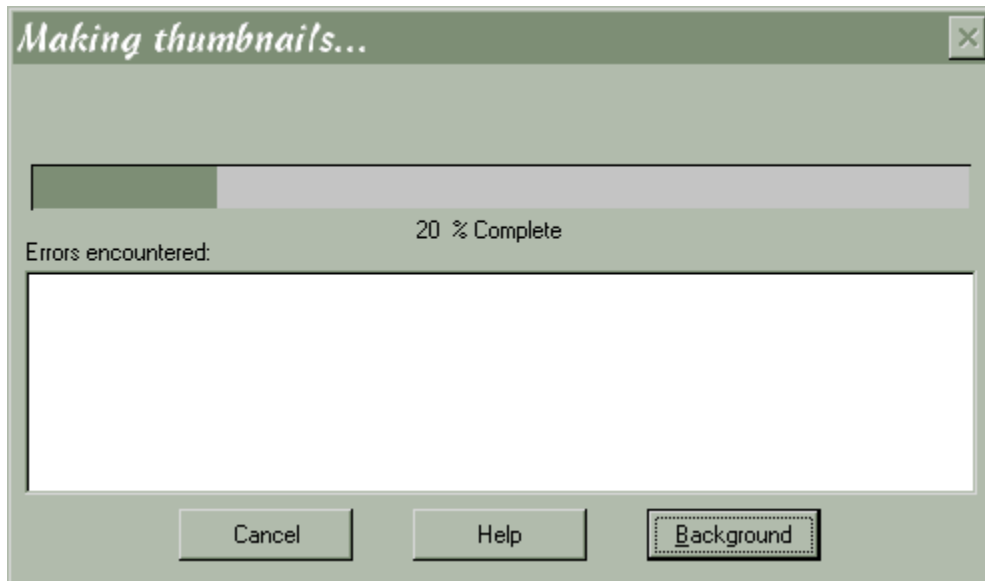 Making thumbnails...
20 % Complete
Errors encountered:
Cancel Help Background